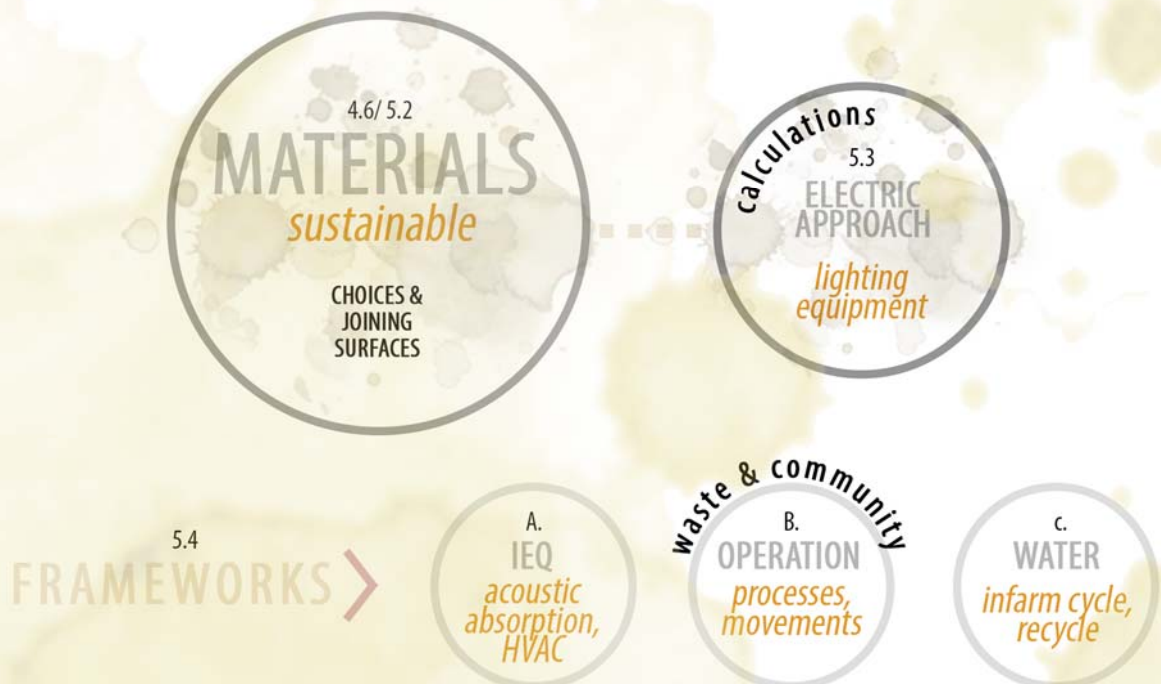 4.6/ 5.2
MATERIALS
sustainable
CHOICES &
JOINING
SURFACES
calculations
5.3
ELECTRIC
APPROACH
lighting
equipment
5.4
FRAMEWORKS
A.
IEQ
acoustic
absorption,
HVAC
waste & community
B.
OPERATION
processes,
movements
c.
WATER
infarm cycle,
recycle